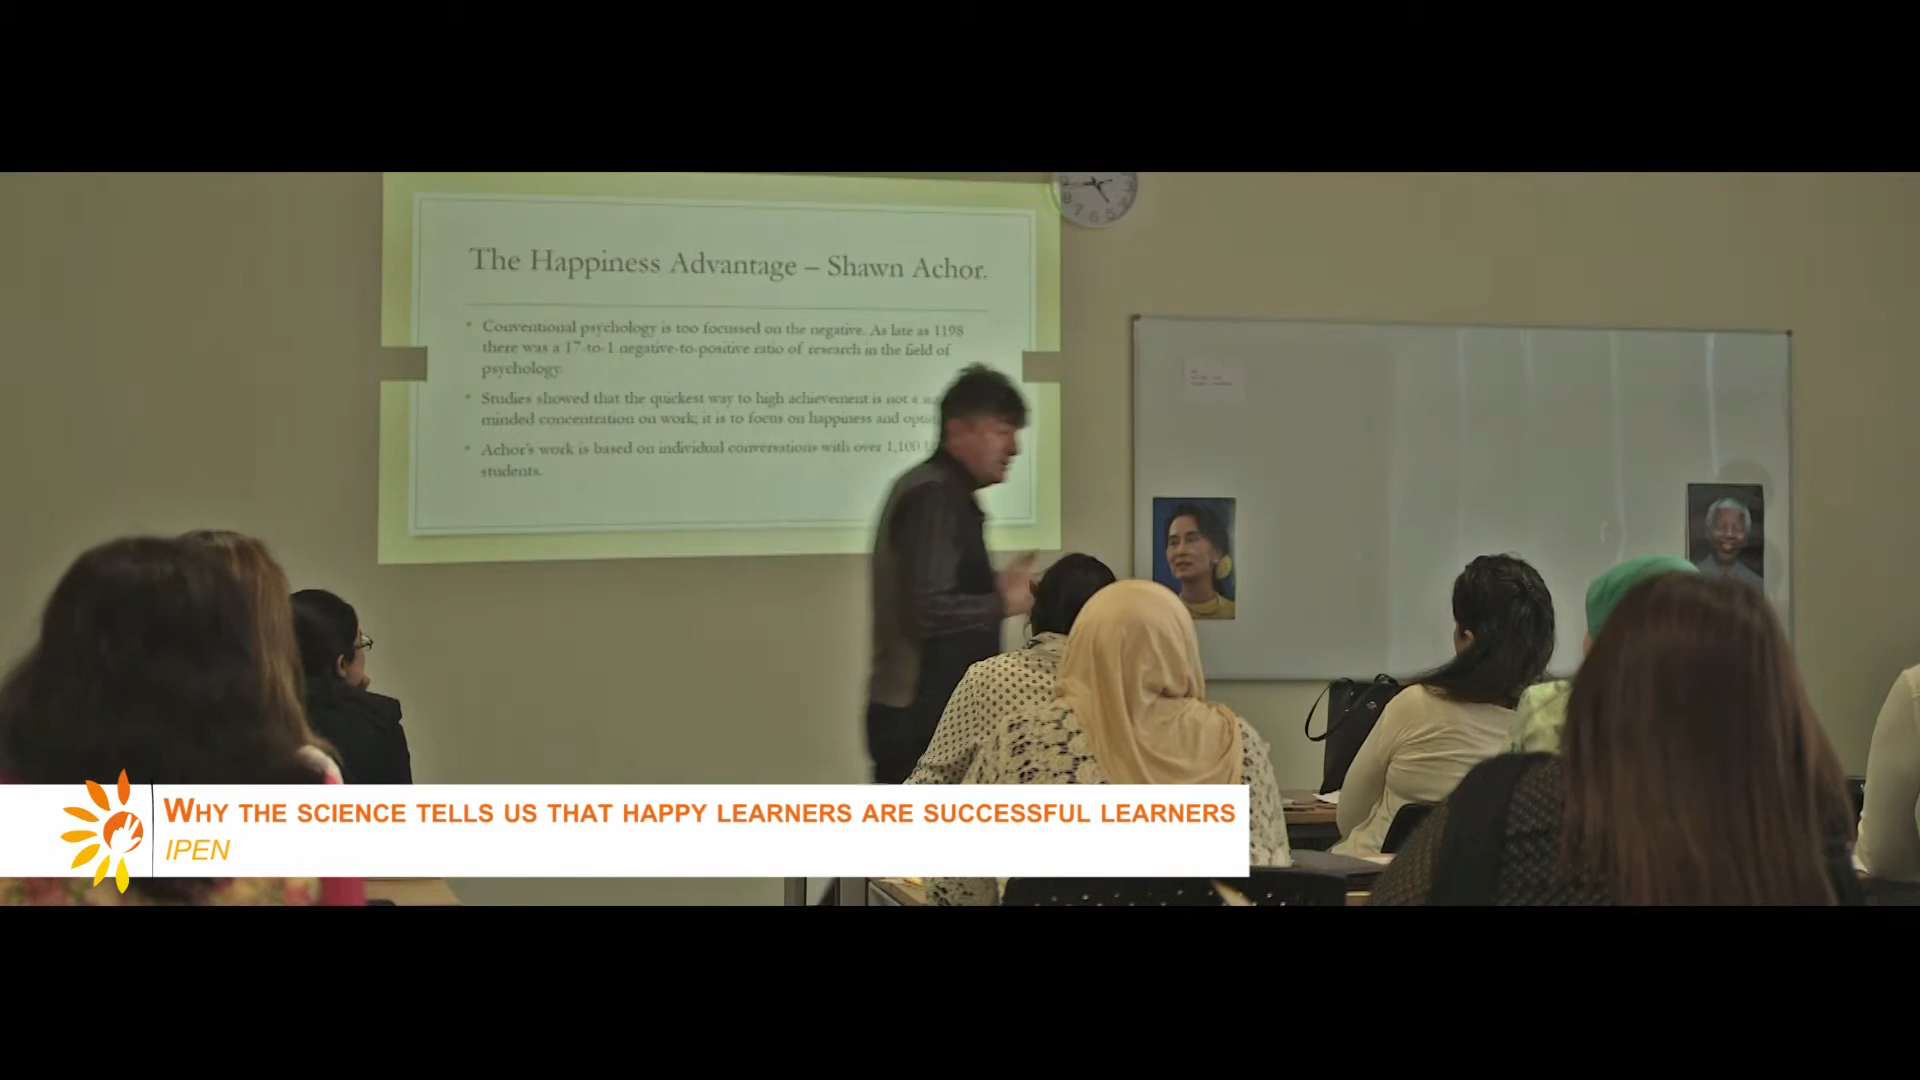 The Happiness Advantage – Shawn Achor.
• Conventional psychology is too focussed on the negative. As late as 1198
there was a 17-to-1 negative-to-positive ratio of research in the field of
psychology.
• Studies showed that the quickest way to high achievement is not a
minded concentration on work; it is to focus on happiness and
• Achor's work is based on individual conversations with over 1,100
students.
WHY THE SCIENCE TELLS US THAT HAPPY LEARNERS ARE SUCCESSFUL LEARNERS
IPEN